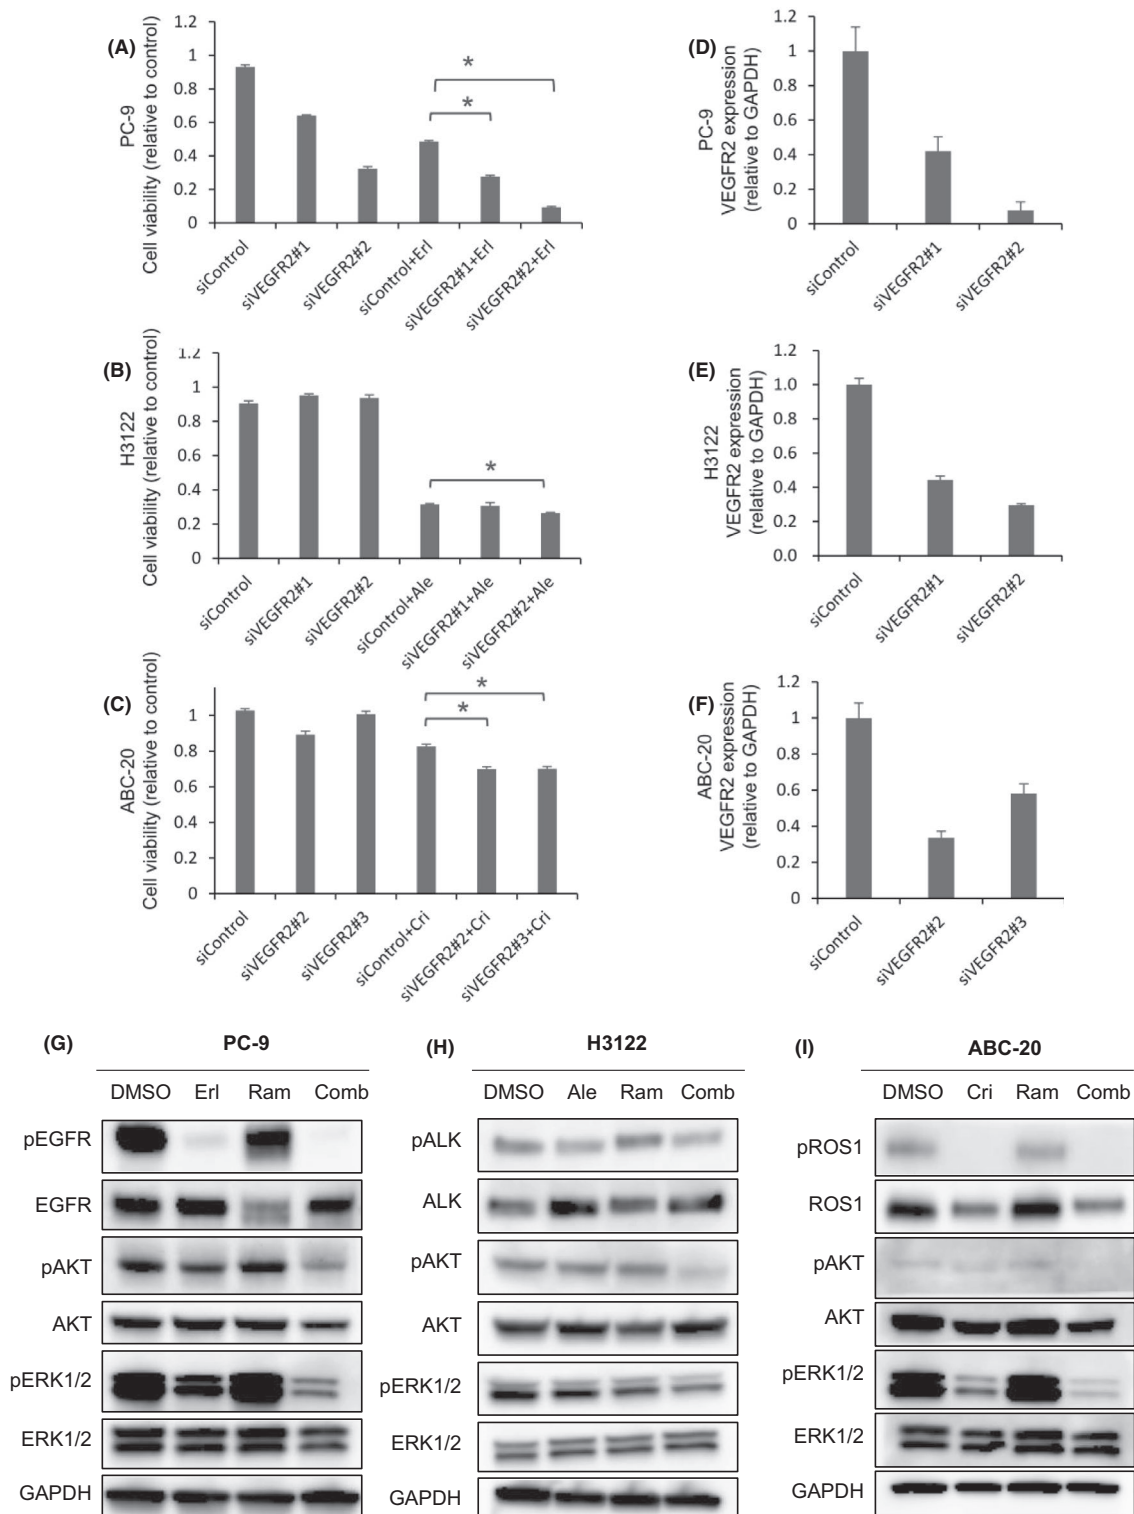 (A)
PC-9
Cell viability (relative to control)
1.2
1
0.8
0.6
0.4
0.2
0
*
*
siControl
siVEGFR2#1
siVEGFR2#2
siControl+Erl
siVEGFR2#1+Erl
siVEGFR2#2+Erl
(D)
PC-9
VEGFR2 expression
(relative to GAPDH)
1.2
1
0.8
0.6
0.4
0.2
0
siControl
siVEGFR2#1
siVEGFR2#2
(B)
H3122
Cell viability (relative to control)
1.2
1
0.8
0.6
0.4
0.2
0
*
siControl
siVEGFR2#1
siVEGFR2#2
siControl+Ale
siVEGFR2#1+Ale
siVEGFR2#2+Ale
(E)
H3122
VEGFR2 expression
(relative to GAPDH)
1.2
1
0.8
0.6
0.4
0.2
0.0
siControl
siVEGFR2#1
siVEGFR2#2
(C)
ABC-20
Cell viability (relative to control)
1
0.8
0.6
0.4
0.2
0
*
*
siControl
siVEGFR2#2
siVEGFR2#3
siControl+Cri
siVEGFR2#2+Cri
siVEGFR2#3+Cri
(F)
ABC-20
VEGFR2 expression
(relative to GAPDH)
1.2
1
0.8
0.6
0.4
0.2
0
siControl
siVEGFR2#2
siVEGFR2#3
(G)
PC-9
DMSO Erl Ram Comb
pEGFR
EGFR
pAKT
AKT
pERK1/2
ERK1/2
GAPDH
(H)
H3122
DMSO Ale Ram Comb
pALK
ALK
pAKT
AKT
pERK1/2
ERK1/2
GAPDH
(I)
ABC-20
DMSO Cri Ram Comb
pROS1
ROS1
pAKT
AKT
pERK1/2
ERK1/2
GAPDH